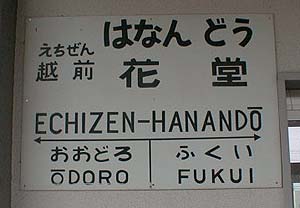 えちぜん はなんどう
越前 花堂
ECHIZEN-HANANDŌ
おおどろ ふくい
ŌDORO FUKUI